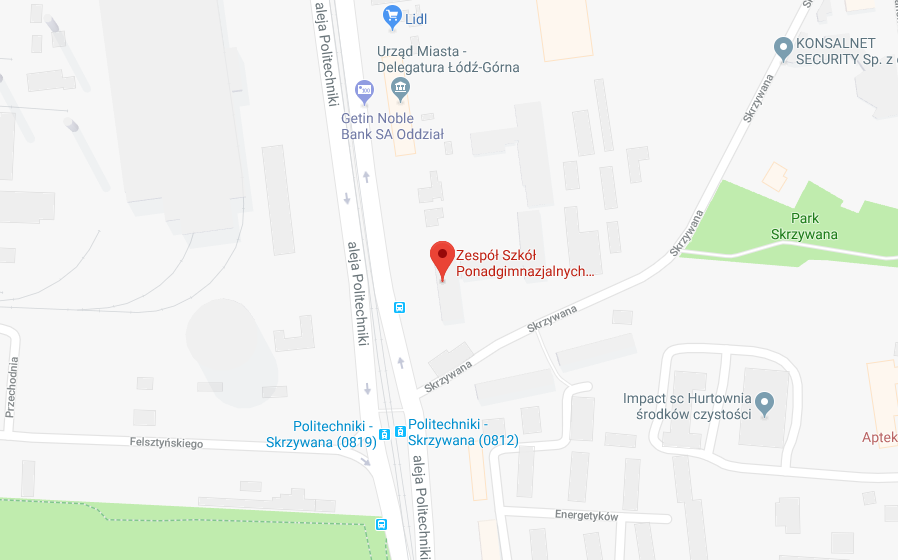 aleja Politechniki
Lidl
Urząd Miasta -
Delegatura Łódź-Górna
Getin Noble
Bank SA Oddział
KONSALNET
SECURITY Sp. z
Skrzywana
Skrzywana
Park
Skrzywana
aleja Politechniki
Zespół Szkół
Ponadgimnazjalnych...
Skrzywana
Skrzywana
Przechodnia
Impact sc Hurtownia
środków czystości
Politechniki -
Skrzywana (0819)
Politechniki -
Skrzywana (0812)
Felsztyńskiego
Aptek
aleja Politechniki
Energetyków